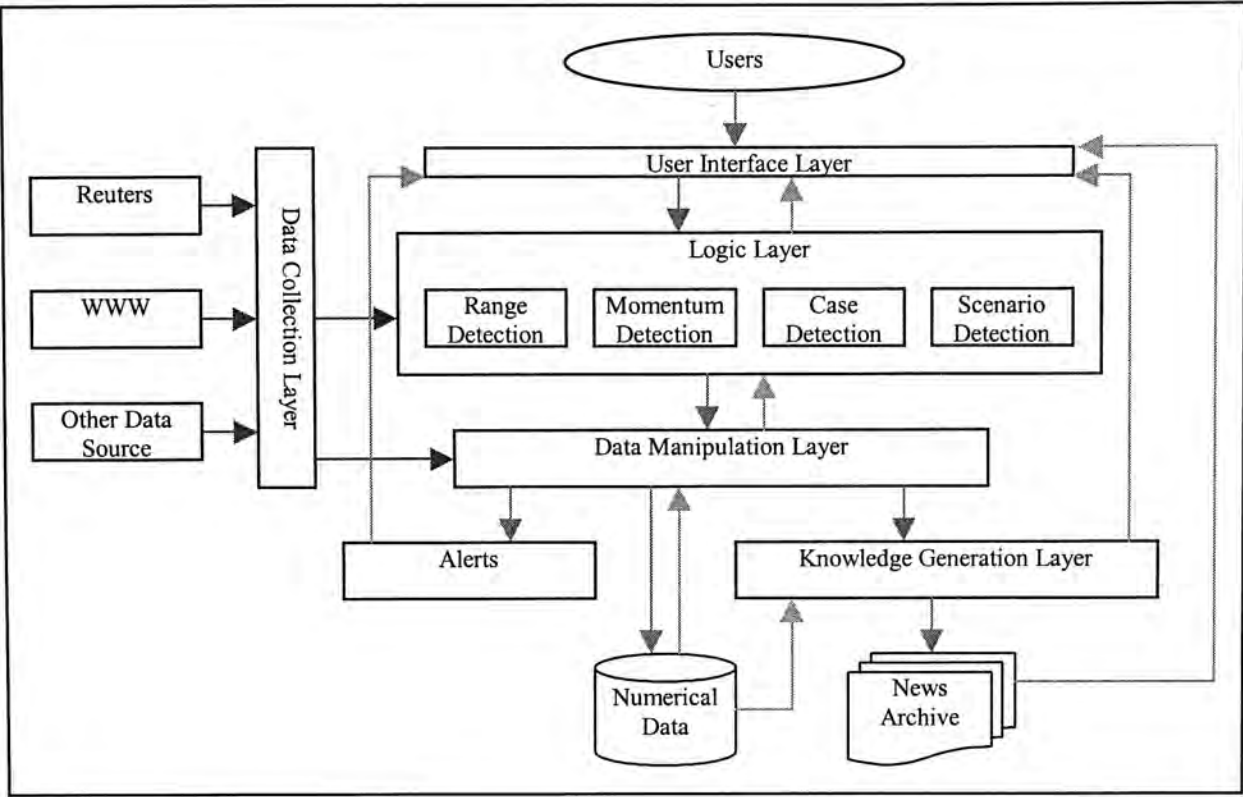 Users
User Interface Layer
Reuters
WWW
Other Data
Source
Data Collection Layer
Logic Layer
Range
Detection
Momentum
Detection
Case
Detection
Scenario
Detection
Data Manipulation Layer
Alerts
Knowledge Generation Layer
Numerical
Data
News
Archive